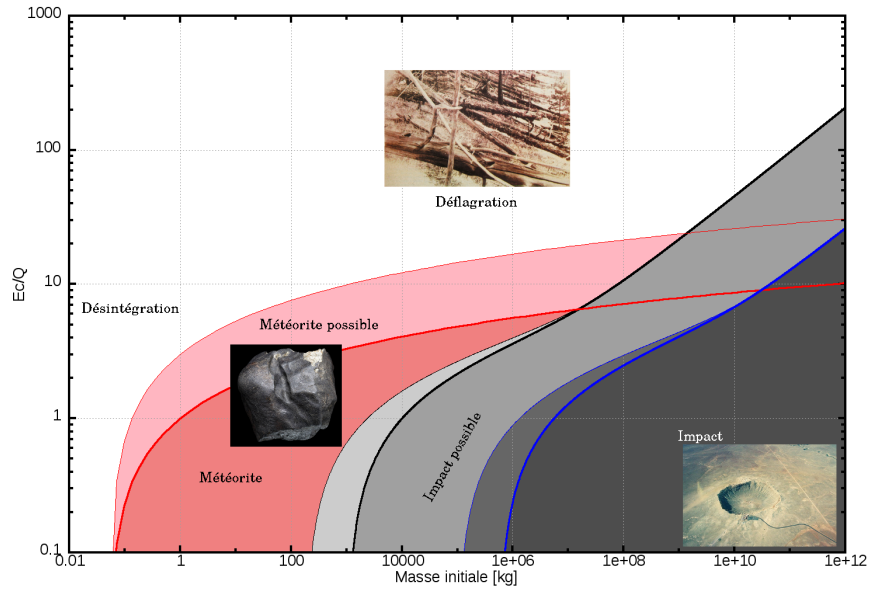 1000
100
10
1
0.1
Ec/Q
Déflagration
Désintégration
Météorite possible
Météorite
Impact possible
Impact
0.01
1
100
10000
1e+06
1e+08
1e+10
1e+12
Masse initiale [kg]